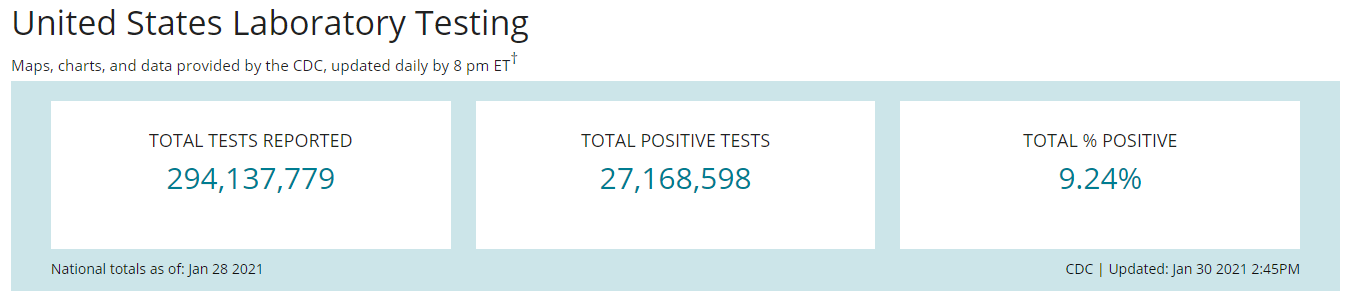 United States Laboratory Testing
Maps, charts, and data provided by the CDC, updated daily by 8 pm ET†
TOTAL TESTS REPORTED
294,137,779
TOTAL POSITIVE TESTS
27,168,598
TOTAL % POSITIVE
9.24%
National totals as of: Jan 28 2021
CDC | Updated: Jan 30 2021 2:45PM